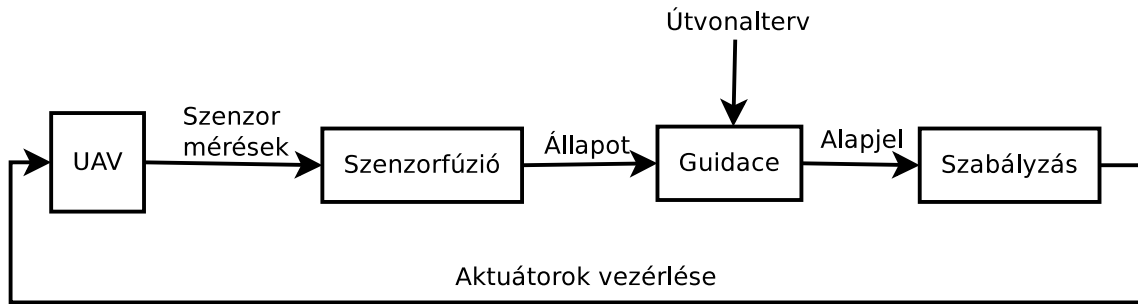 Útvonalterv
Szenzor
mérések
UAV
Szenzorfúzió
Állapot
Guidace
Alapjel
Szabályzás
Aktuátorok vezérlése